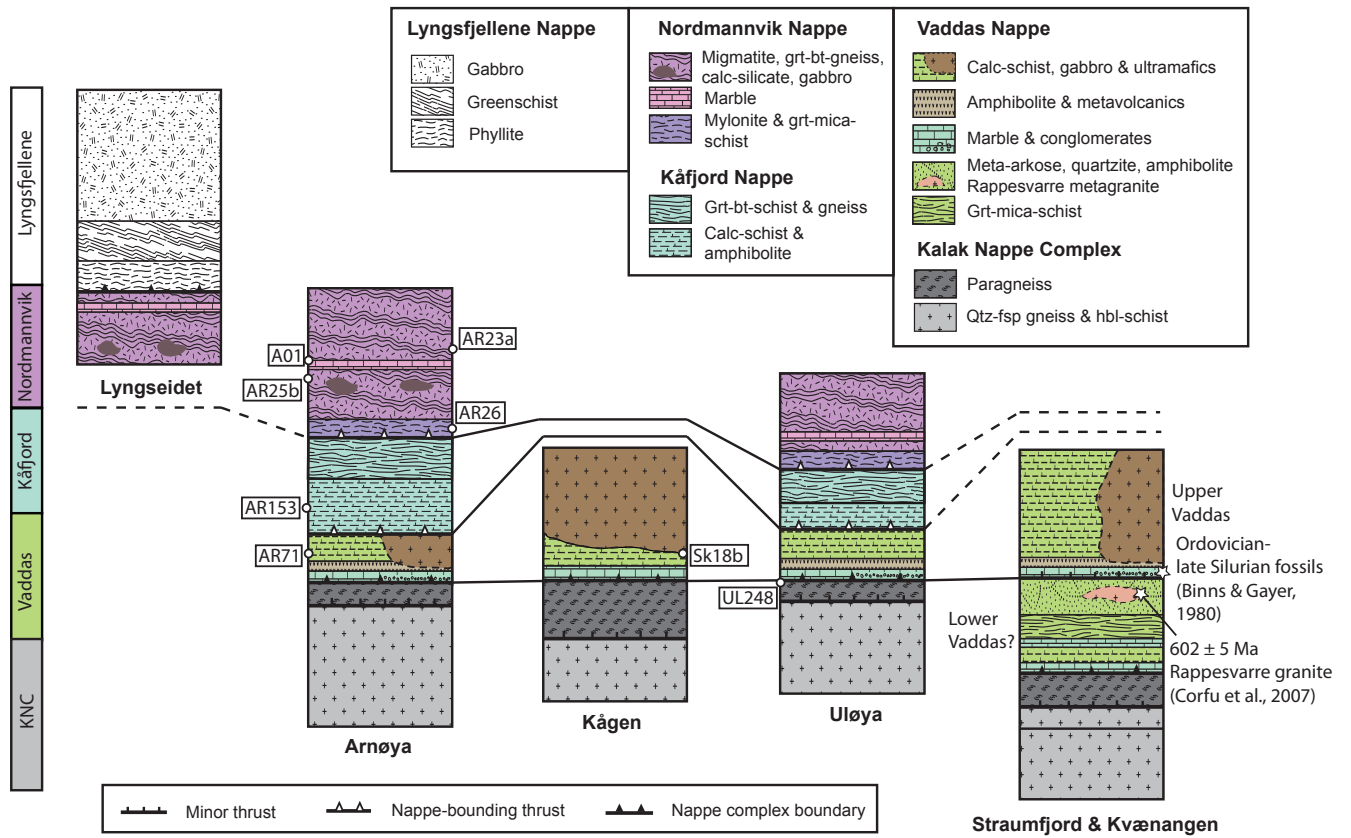 Lyngsfjellene Nappe
Gabbro
Greenschist
Phyllite
Nordmannvik Nappe
Migmatite, grt-bt-gneiss,
calc-silicate, gabbro
Marble
Mylonite & grt-mica-
schist
Kåfjord Nappe
Grt-bt-schist & gneiss
Calc-schist &
amphibolite
Vaddas Nappe
Calc-schist, gabbro & ultramafics
Amphibolite & metavolcanics
Marble & conglomerates
Meta-arkose, quartzite, amphibolite
Rappesvarre metagranite
Grt-mica-schist
Kalak Nappe Complex
Paragneiss
Qtz-fsp gneiss & hbl-schist
Lyngsfjellene
Nordmannvik
Kåfjord
Vaddas
KNC
Lyngseidet
A01
AR23a
AR25b
AR26
AR153
AR71
Arnøya
Sk18b
Kågen
UL248
Uløya
Lower
Vaddas?
Upper
Vaddas
Ordovician-
late Silurian fossils
(Binns & Gayer,
1980)
602 ± 5 Ma
Rappesvarre granite
(Corfu et al., 2007)
Straumfjord & Kvænangen
Minor thrust
Nappe-bounding thrust
Nappe complex boundary